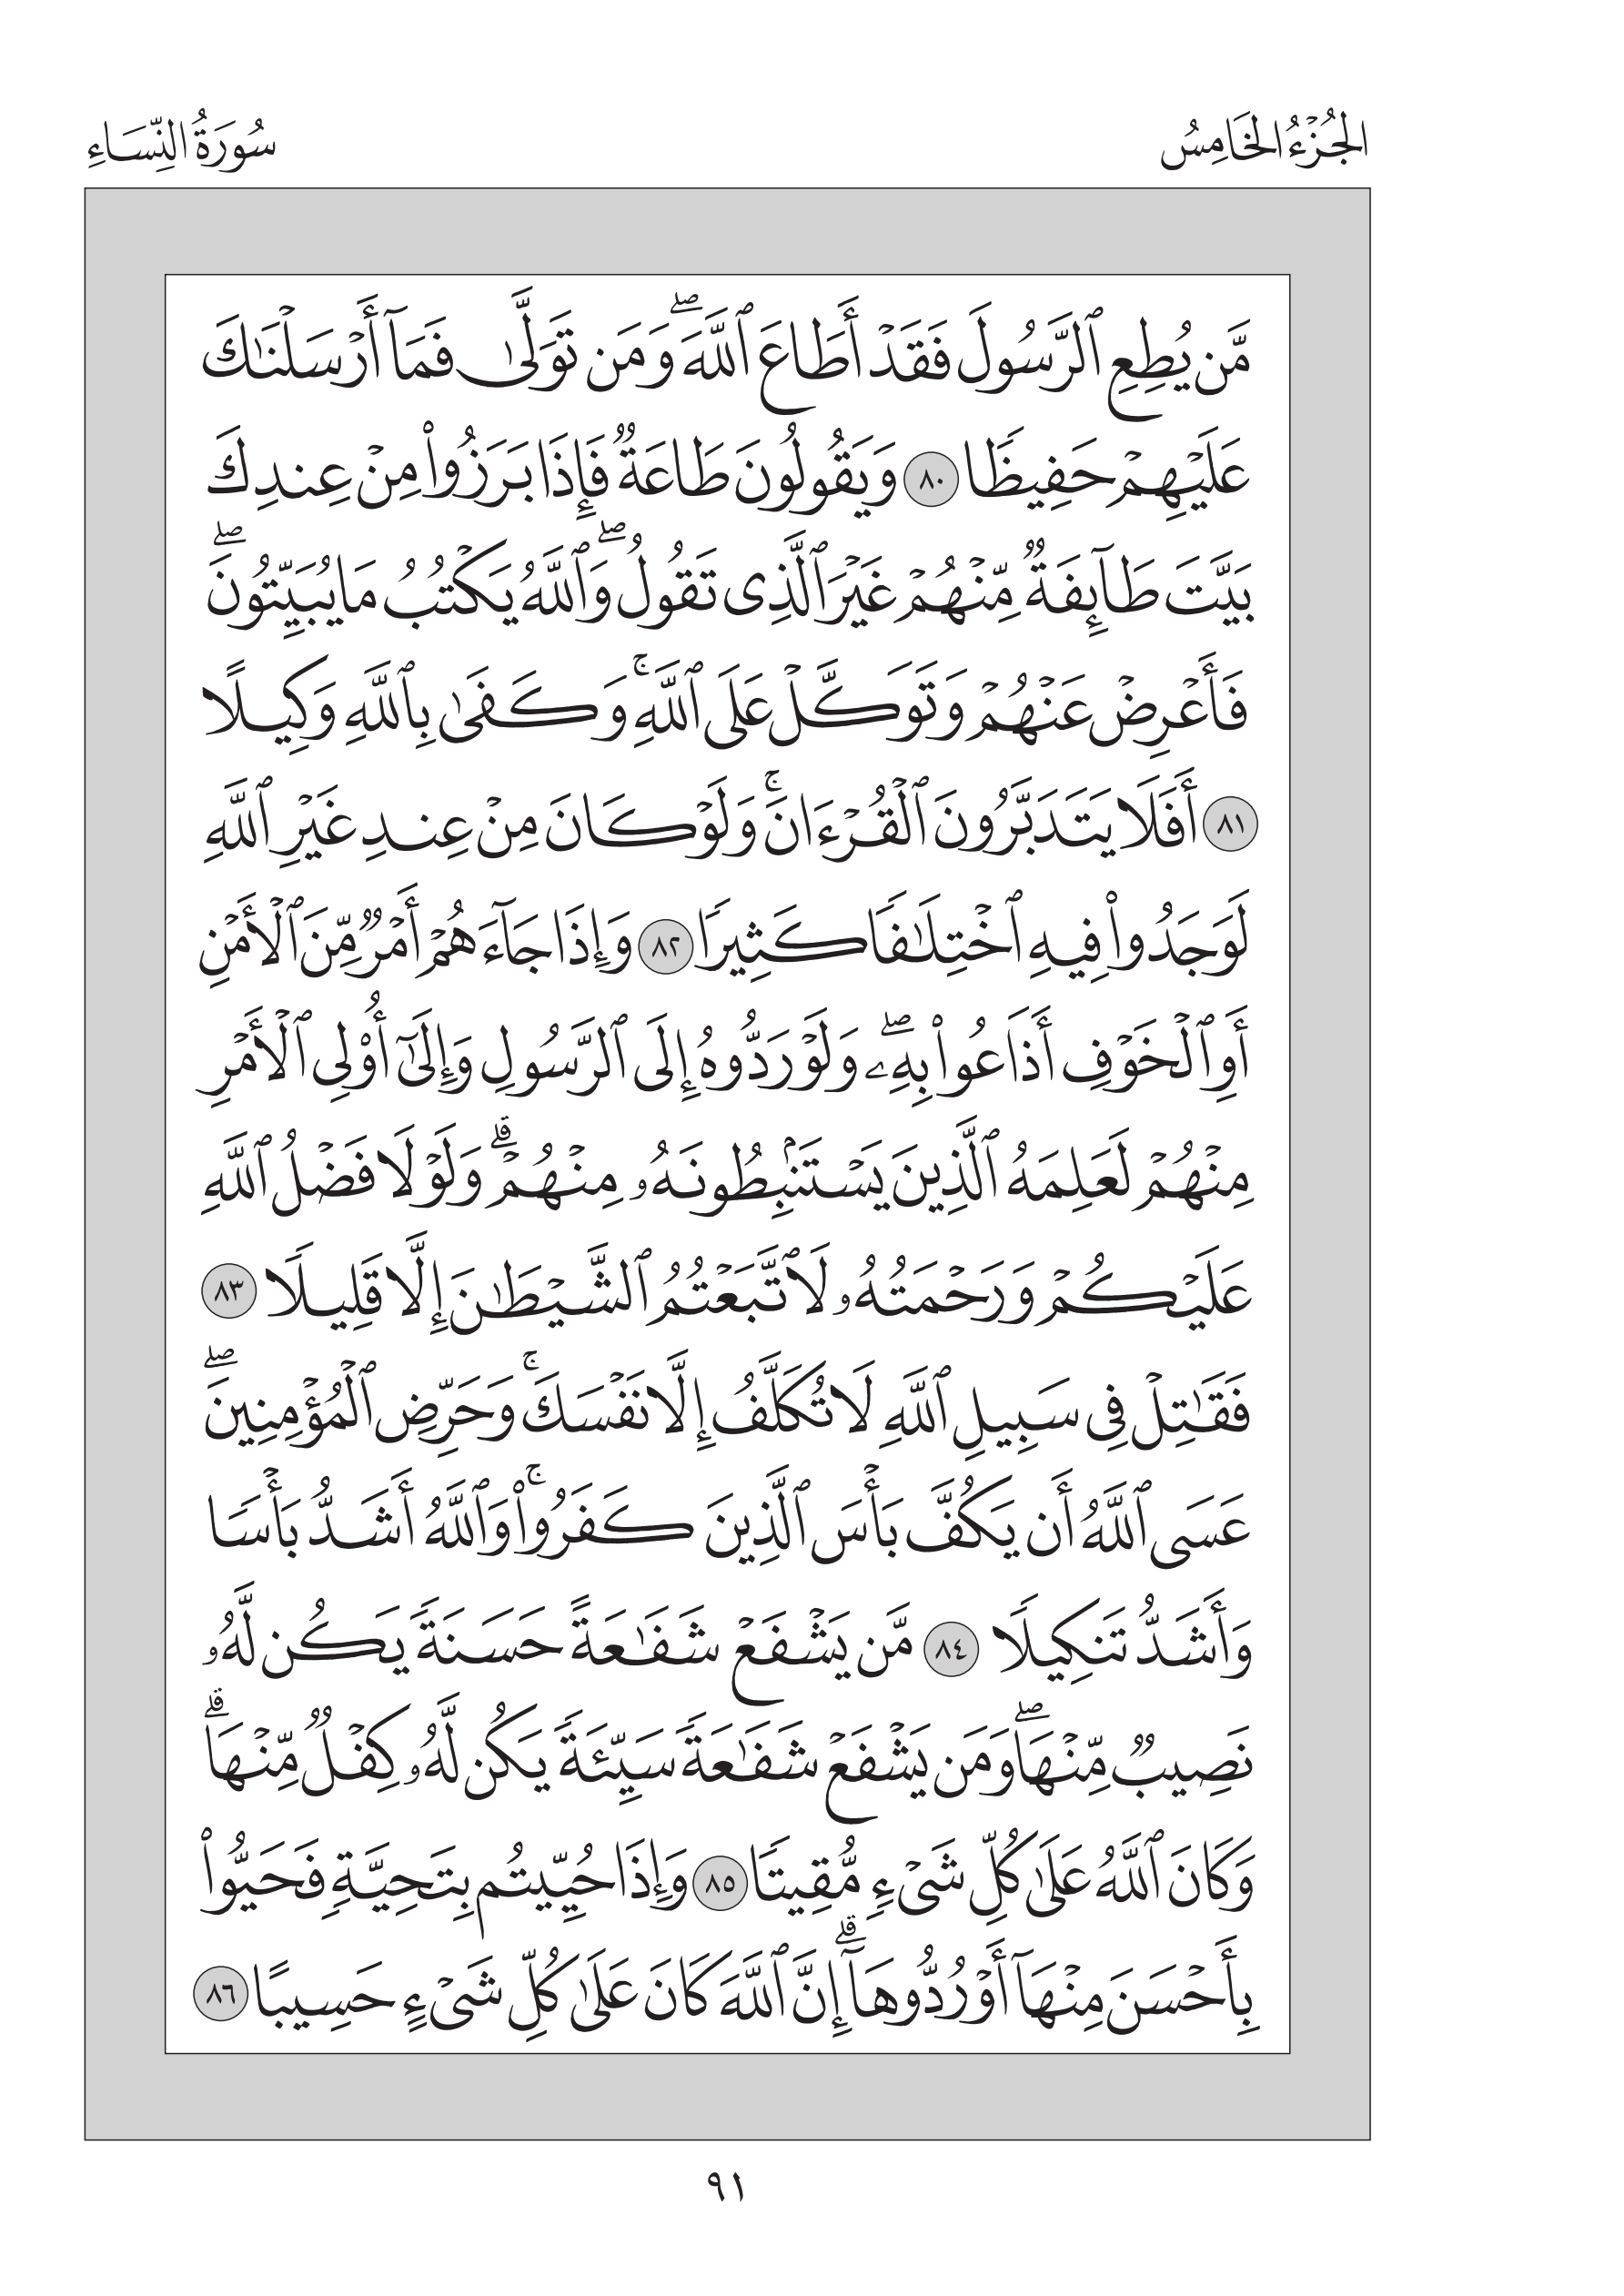 الجُزْءُ الخَامِسُ
سُورَةُ النِّسَاءِ
مَّن يُطِعِ ٱلرَّسُولَ فَقَدۡ أَطَاعَ ٱللَّهَۖ وَمَن تَوَلَّىٰ فَمَآ أَرۡسَلۡنَٰكَ
عَلَيۡهِمۡ حَفِيظٗا ٨٠ وَيَقُولُونَ طَاعَةٞ فَإِذَا بَرَزُواْ مِنۡ عِندِكَ
بَيَّتَ طَآئِفَةٞ مِّنۡهُمۡ غَيۡرَ ٱلَّذِي تَقُولُۖ وَٱللَّهُ يَكۡتُبُ مَا يُبَيِّتُونَۖ
فَأَعۡرِضۡ عَنۡهُمۡ وَتَوَكَّلۡ عَلَى ٱللَّهِۚ وَكَفَىٰ بِٱللَّهِ وَكِيلًا
٨١ أَفَلَا يَتَدَبَّرُونَ ٱلۡقُرۡءَانَۚ وَلَوۡ كَانَ مِنۡ عِندِ غَيۡرِ ٱللَّهِ
لَوَجَدُواْ فِيهِ ٱخۡتِلَٰفٗا كَثِيرٗا ٨٢ وَإِذَا جَآءَهُمۡ أَمۡرٞ مِّنَ ٱلۡأَمۡنِ
أَوِ ٱلۡخَوۡفِ أَذَاعُواْ بِهِۦۖ وَلَوۡ رَدُّوهُ إِلَى ٱلرَّسُولِ وَإِلَىٰٓ أُوْلِي ٱلۡأَمۡرِ
مِنۡهُمۡ لَعَلِمَهُ ٱلَّذِينَ يَسۡتَنۢبِطُونَهُۥ مِنۡهُمۡۗ وَلَوۡلَا فَضۡلُ ٱللَّهِ
عَلَيۡكُمۡ وَرَحۡمَتُهُۥ لَٱتَّبَعۡتُمُ ٱلشَّيۡطَٰنَ إِلَّا قَلِيلٗا ٨٣
فَقَٰتِلۡ فِي سَبِيلِ ٱللَّهِ لَا تُكَلَّفُ إِلَّا نَفۡسَكَۚ وَحَرِّضِ ٱلۡمُؤۡمِنِينَۖ
عَسَى ٱللَّهُ أَن يَكُفَّ بَأۡسَ ٱلَّذِينَ كَفَرُواْۚ وَٱللَّهُ أَشَدُّ بَأۡسٗا
وَأَشَدُّ تَنكِيلٗا ٨٤ مَّن يَشۡفَعۡ شَفَٰعَةً حَسَنَةٗ يَكُن لَّهُۥ
نَصِيبٞ مِّنۡهَاۖ وَمَن يَشۡفَعۡ شَفَٰعَةٗ سَيِّئَةٗ يَكُن لَّهُۥ كِفۡلٞ مِّنۡهَاۗ
وَكَانَ ٱللَّهُ عَلَىٰ كُلِّ شَيۡءٖ مُّقِيتٗا ٨٥ وَإِذَا حُيِّيتُم بِتَحِيَّةٖ فَحَيُّواْ
بِأَحۡسَنَ مِنۡهَآ أَوۡ رُدُّوهَآۗ إِنَّ ٱللَّهَ كَانَ عَلَىٰ كُلِّ شَيۡءٍ حَسِيبًا ٨٦
٩١